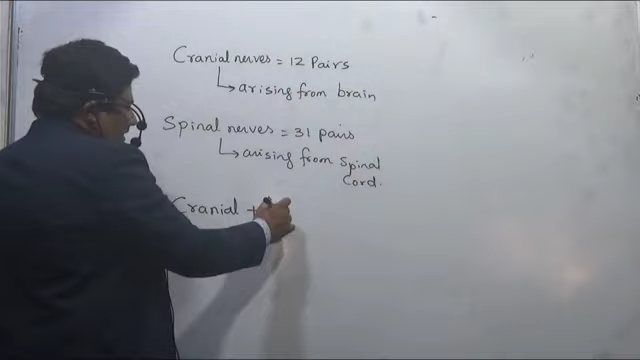 Cranial nerves = 12 Pairs
↳ arising from brain
Spinal nerves = 31 pairs
↳ arising from Spinal
Cord.
Cranial +